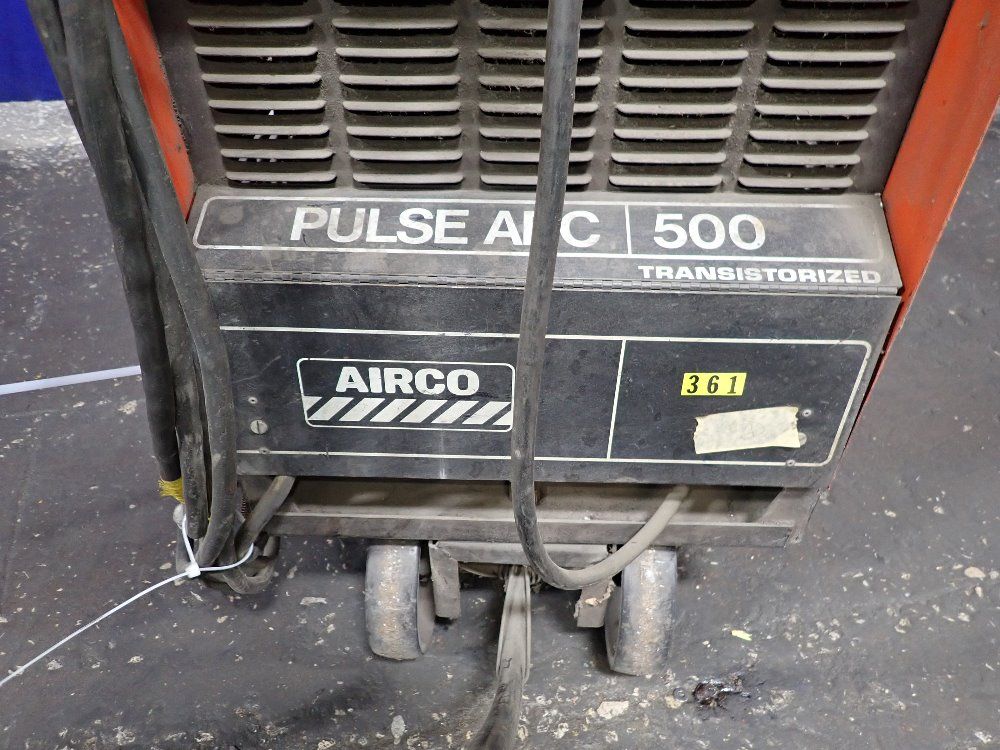 PULSE ARC 500
TRANSISTORIZED
AIRCO
361